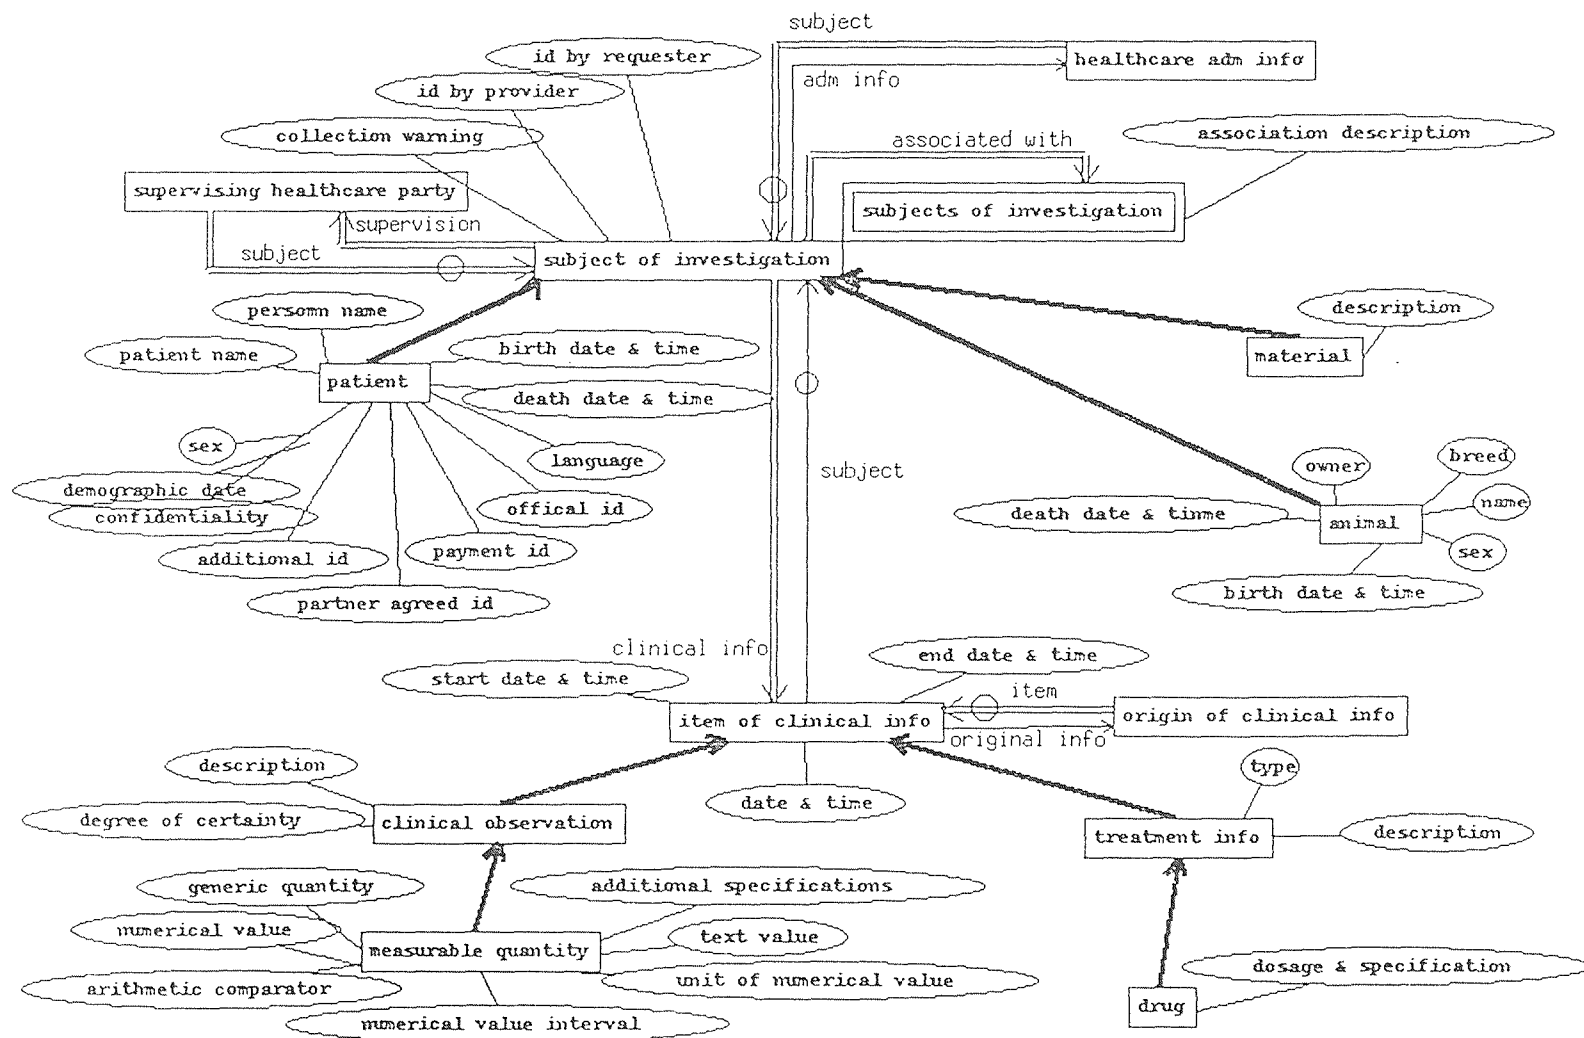 subject
id by requester
healthcare adm info
adm info
id by provider
collection warning
associated with
association description
supervising healthcare party
subjects of investigation
supervision
subject
subject of investigation
persomn name
description
patient name
birth date & time
material
patient
death date & time
sex
language
subject
owner
breed
demographic date
name
confidentiality
offical id
death date & tinme
animal
additional id
payment id
sex
partner agreed id
birth date & time
clinical info
end date & time
start date & time
item
item of clinical info
origin of clinical info
original info
description
type
date & time
degree of certainty
clinical observation
treatment info
description
generic quantity
additional specifications
numerical value
text value
measurable quantity
dosage & specification
arithmetic comparator
unit of numerical value
drug
numerical value interval